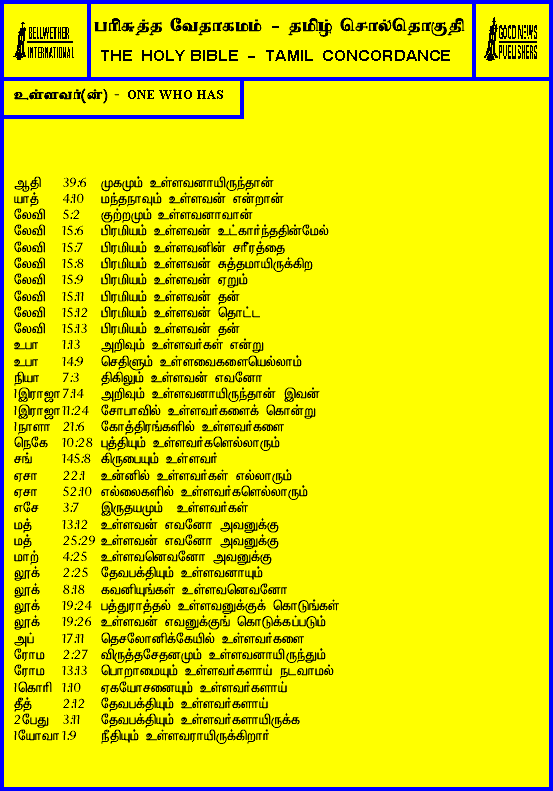 BELLWETHER
INTERNATIONAL
பரிசுத்த வேதாகமம் - தமிழ் சொல்தொகுதி
THE HOLY BIBLE - TAMIL CONCORDANCE
GOOD NEWS
PUBLISHERS
உள்ளவர்(ன்) - ONE WHO HAS
ஆதி 39:6 முகமும் உள்ளவனாயிருந்தான்
யாத் 4:10 மந்தநாவும் உள்ளவன் என்றான்
லேவி 5:2 குற்றமும் உள்ளவனாவான்
லேவி 15:6 பிரமியம் உள்ளவன் உட்கார்ந்ததின்மேல்
லேவி 15:7 பிரமியம் உள்ளவனின் சரீரத்தை
லேவி 15:8 பிரமியம் உள்ளவன் சுத்தமாயிருக்கிற
லேவி 15:9 பிரமியம் உள்ளவன் ஏறும்
லேவி 15:11 பிரமியம் உள்ளவன் தன்
லேவி 15:12 பிரமியம் உள்ளவன் தொட்ட
லேவி 15:13 பிரமியம் உள்ளவன் தன்
உபா 1:13 அறிவும் உள்ளவர்கள் என்று
உபா 14:9 செதிளும் உள்ளவைகளையெல்லாம்
நியா 7:3 திகிலும் உள்ளவன் எவனோ
1இராஜா 7:14 அறிவும் உள்ளவனாயிருந்தான் இவன்
1இராஜா 11:24 சோபாவில் உள்ளவர்களைக் கொன்று
1நாளா 21:6 கோத்திரங்களில் உள்ளவர்களை
நெகே 10:28 புத்தியும் உள்ளவர்களெல்லாரும்
சங் 145:8 கிருபையும் உள்ளவர்
ஏசா 22:1 உன்னில் உள்ளவர்கள் எல்லாரும்
ஏசா 52:10 எல்லைகளில் உள்ளவர்களெல்லாரும்
எசே 3:7 இருதயமும் உள்ளவர்கள்
மத் 13:12 உள்ளவன் எவனோ அவனுக்கு
மத் 25:29 உள்ளவன் எவனோ அவனுக்கு
மாற் 4:25 உள்ளவனெவனோ அவனுக்கு
லூக் 2:25 தேவபக்தியும் உள்ளவனாயும்
லூக் 8:18 கவனியுங்கள் உள்ளவனெவனோ
லூக் 19:24 பத்துராத்தல் உள்ளவனுக்குக் கொடுங்கள்
லூக் 19:26 உள்ளவன் எவனுக்குங் கொடுக்கப்படும்
அப் 17:11 தெசலோனிக்கேயில் உள்ளவர்களை
ரோம 2:27 விருத்தசேதனமும் உள்ளவனாயிருந்தும்
ரோம 13:13 பொறாமையும் உள்ளவர்களாய் நடவாமல்
1கொரி 1:10 ஏகயோசனையும் உள்ளவர்களாய்
தீத் 2:12 தேவபக்தியும் உள்ளவர்களாய்
2பேது 3:11 தேவபக்தியும் உள்ளவர்களாயிருக்க
1யோவா 1:9 நீதியும் உள்ளவராயிருக்கிறார்